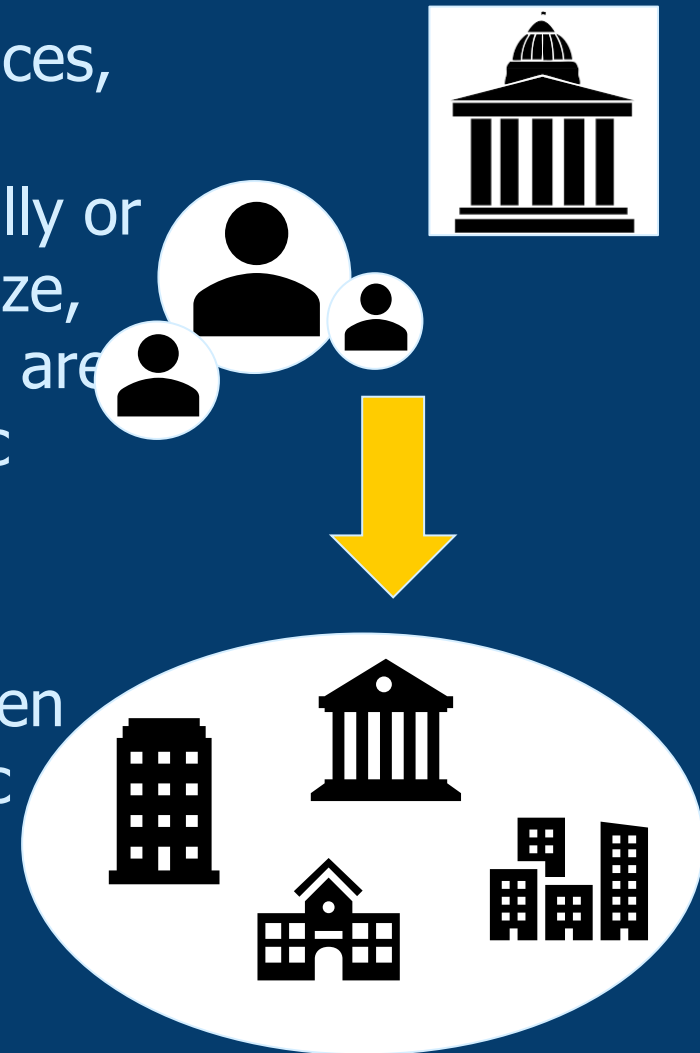 ces,
lly or
ze,
are
c
en
c